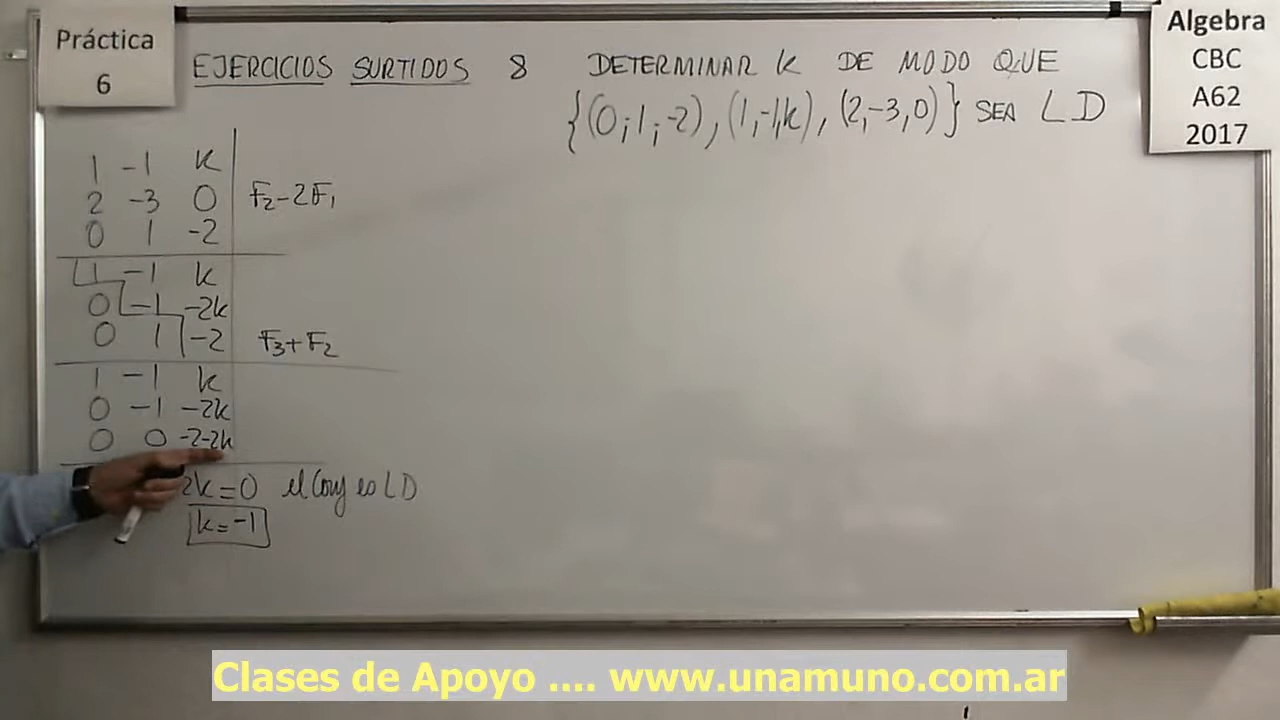 Práctica
6
EJERCICIOS SURTIDOS 8 DETERMINAR K DE MODO QUE
{(0,1,-2), (1,-1,k), (2,-3,0)} SEA LD
Algebra
CBC
A62
2017
1 -1 k
2 -3 0 F₂-2F₁
0 1 -2
1 -1 k
0 -1 -2k
0 1 -2 F₃+F₂
1 -1 k
0 -1 -2k
0 0 -2-2k
2k=0 el Conj es LD
k=-1
Clases de Apoyo .... www.unamuno.com.ar